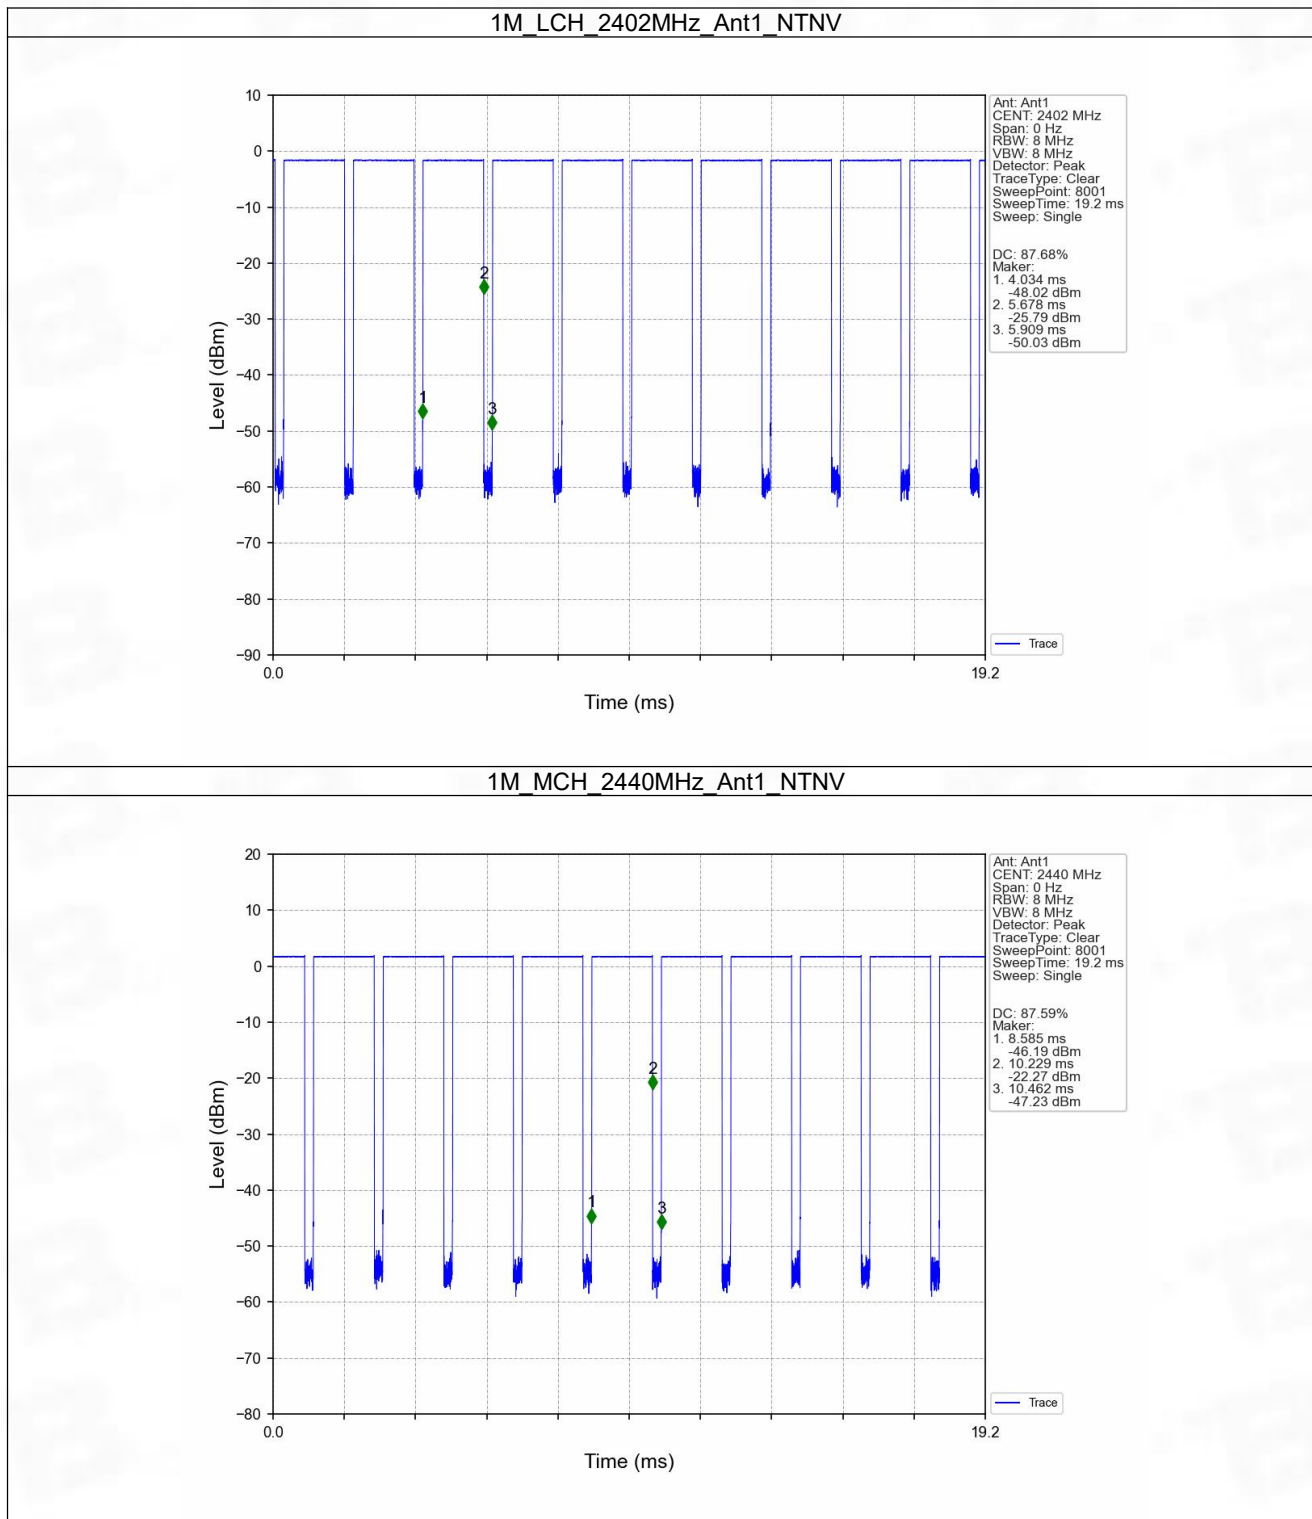 1M_LCH_2402MHz_Ant1_NTNV
10
0
−10
−20
−30
−40
−50
−60
−70
−80
−90
Level (dBm)
1
2
3
0.0
19.2
Time (ms)
Ant: Ant1
CENT: 2402 MHz
Span: 0 Hz
RBW: 8 MHz
VBW: 8 MHz
Detector: Peak
TraceType: Clear
SweepPoint: 8001
SweepTime: 19.2 ms
Sweep: Single
DC: 87.68%
Maker:
1. 4.034 ms
-48.02 dBm
2. 5.678 ms
-25.79 dBm
3. 5.909 ms
-50.03 dBm
Trace
1M_MCH_2440MHz_Ant1_NTNV
20
10
0
−10
−20
−30
−40
−50
−60
−70
−80
Level (dBm)
1
2
3
0.0
19.2
Time (ms)
Ant: Ant1
CENT: 2440 MHz
Span: 0 Hz
RBW: 8 MHz
VBW: 8 MHz
Detector: Peak
TraceType: Clear
SweepPoint: 8001
SweepTime: 19.2 ms
Sweep: Single
DC: 87.59%
Maker:
1. 8.585 ms
-46.19 dBm
2. 10.229 ms
-22.27 dBm
3. 10.462 ms
-47.23 dBm
Trace